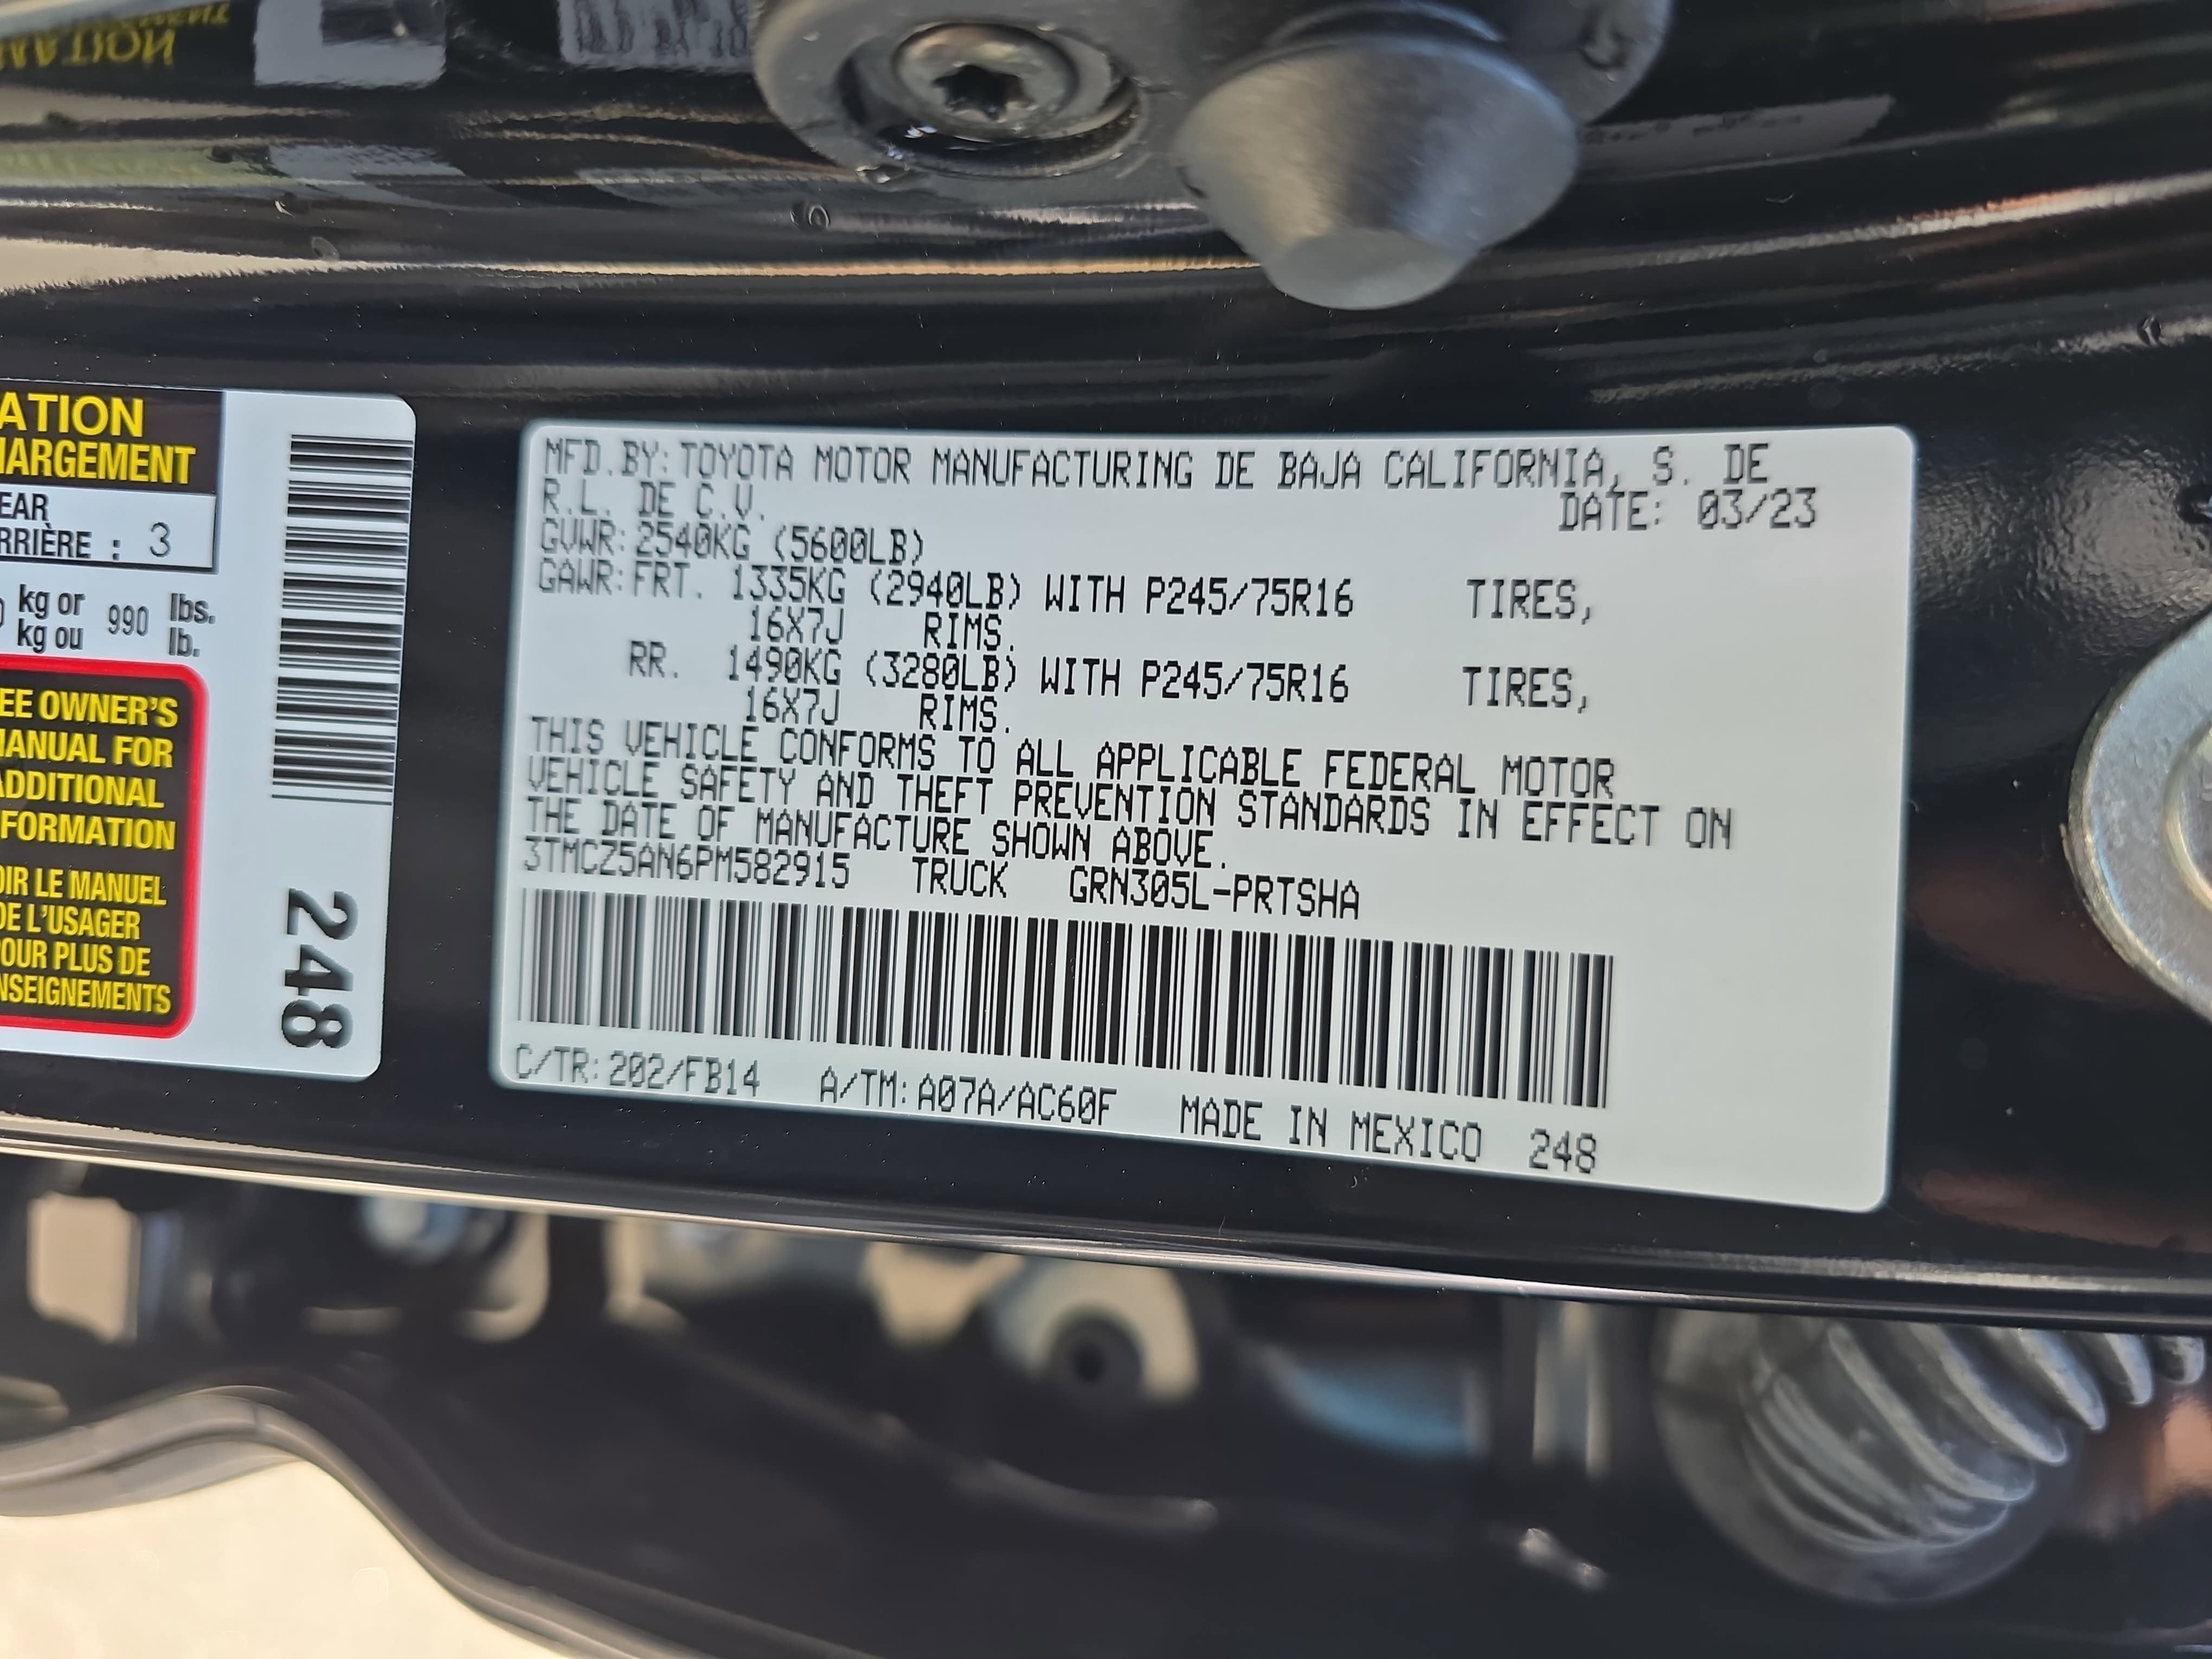 ATION
HARGEMENT
EAR
RRIÈRE : 3
kg or 990 lbs.
kg ou lb.
EE OWNER'S
MANUAL FOR
ADDITIONAL
FORMATION
OIR LE MANUEL
DE L'USAGER
POUR PLUS DE
NSEIGNEMENTS
248
MFD.BY: TOYOTA MOTOR MANUFACTURING DE BAJA CALIFORNIA, S. DE
R.L. DE C.V. DATE: 03/23
GVWR: 2540KG (5600LB)
GAWR: FRT. 1335KG (2940LB) WITH P245/75R16 TIRES,
16X7J RIMS.
RR. 1490KG (3280LB) WITH P245/75R16 TIRES,
16X7J RIMS.
THIS VEHICLE CONFORMS TO ALL APPLICABLE FEDERAL MOTOR
VEHICLE SAFETY AND THEFT PREVENTION STANDARDS IN EFFECT ON
THE DATE OF MANUFACTURE SHOWN ABOVE.
3TMCZ5AN6PM582915 TRUCK GRN305L-PRTSHA
C/TR: 202/FB14 A/TM: A07A/AC60F MADE IN MEXICO 248